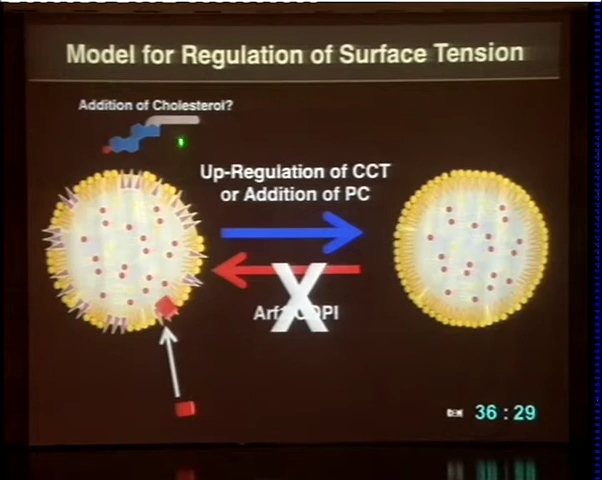 Model for Regulation of Surface Tension
Addition of Cholesterol?
Up-Regulation of CCT
or Addition of PC
X
36:29